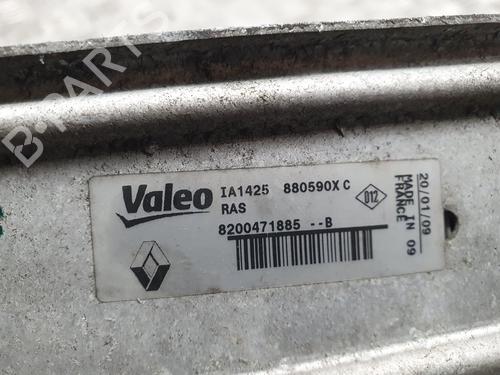 Valeo
IA1425 880590X C
RAS
8200471885 --B
D12
20/01/09
MADE IN 09
FRANCE
B-PARTS